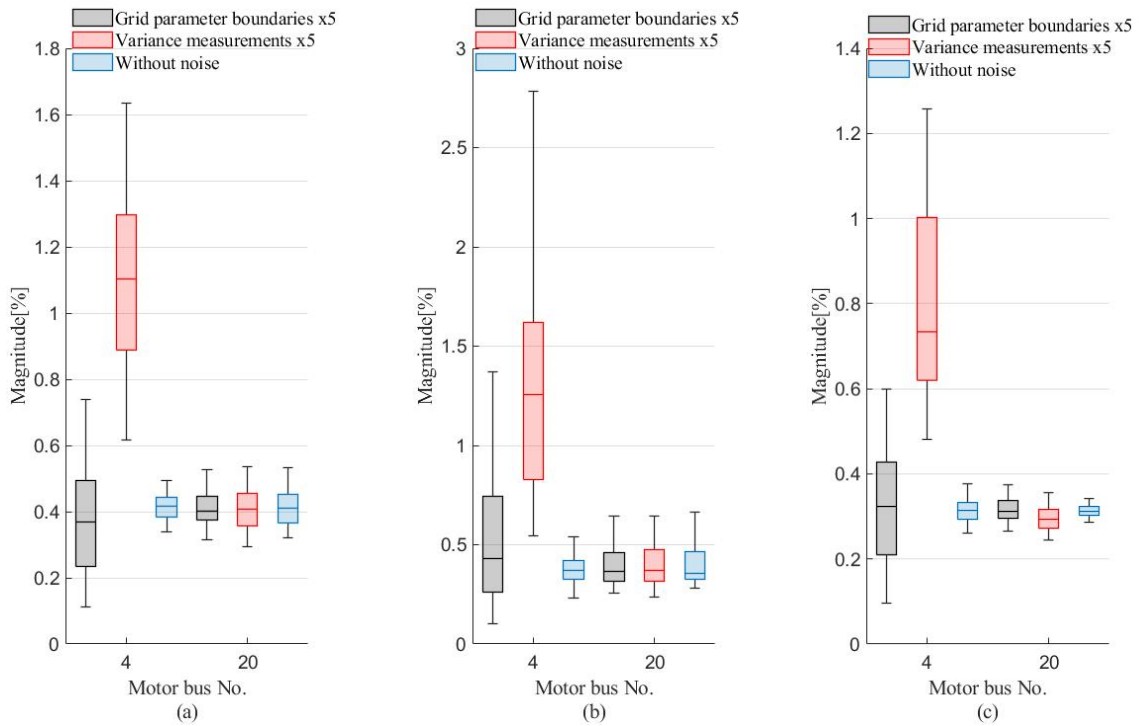 Grid parameter boundaries x5
Variance measurements x5
Without noise
1.8
1.6
1.4
1.2
1
0.8
0.6
0.4
0.2
0
Magnitude[%]
4
20
Motor bus No.
(a)
Grid parameter boundaries x5
Variance measurements x5
Without noise
3
2.5
2
1.5
1
0.5
0
Magnitude[%]
4
20
Motor bus No.
(b)
Grid parameter boundaries x5
Variance measurements x5
Without noise
1.4
1.2
1
0.8
0.6
0.4
0.2
0
Magnitude[%]
4
20
Motor bus No.
(c)